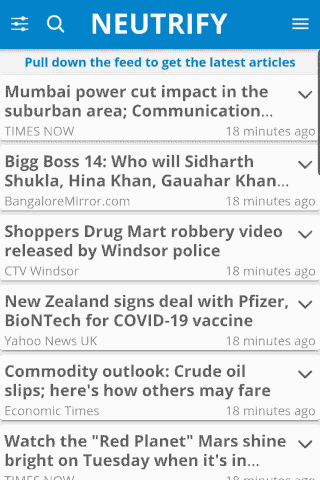 NEUTRIFY
Pull down the feed to get the latest articles
Mumbai power cut impact in the
suburban area; Communication...
TIMES NOW
18 minutes ago
Bigg Boss 14: Who will Sidharth
Shukla, Hina Khan, Gauahar Khan...
BangaloreMirror.com
18 minutes ago
Shoppers Drug Mart robbery video
released by Windsor police
CTV Windsor
18 minutes ago
New Zealand signs deal with Pfizer,
BioNTech for COVID-19 vaccine
Yahoo News UK
18 minutes ago
Commodity outlook: Crude oil
slips; here's how others may fare
Economic Times
18 minutes ago
Watch the "Red Planet" Mars shine
bright on Tuesday when it's in...
TIMES NOW
18 minutes ago